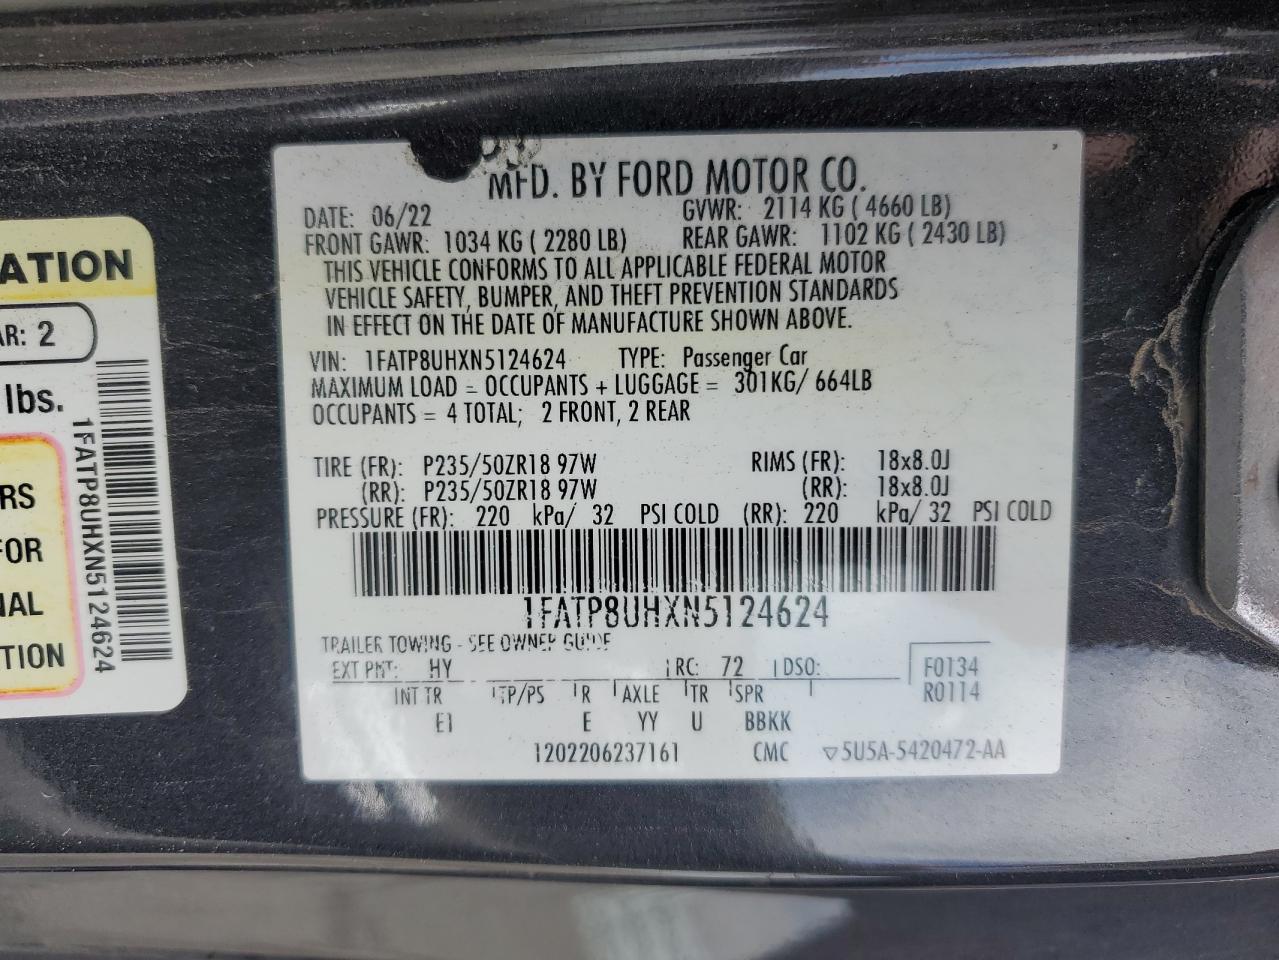 MFD. BY FORD MOTOR CO.
DATE: 06/22 GVWR: 2114 KG ( 4660 LB)
FRONT GAWR: 1034 KG ( 2280 LB) REAR GAWR: 1102 KG ( 2430 LB)
THIS VEHICLE CONFORMS TO ALL APPLICABLE FEDERAL MOTOR
VEHICLE SAFETY, BUMPER, AND THEFT PREVENTION STANDARDS
IN EFFECT ON THE DATE OF MANUFACTURE SHOWN ABOVE.
VIN: 1FATP8UHXN5124624 TYPE: Passenger Car
MAXIMUM LOAD = OCCUPANTS + LUGGAGE = 301KG/ 664LB
OCCUPANTS = 4 TOTAL; 2 FRONT, 2 REAR
TIRE (FR): P235/50ZR18 97W RIMS (FR): 18x8.0J
(RR): P235/50ZR18 97W (RR): 18x8.0J
PRESSURE (FR): 220 kPa/ 32 PSI COLD (RR): 220 kPa/ 32 PSI COLD
1FATP8UHXN5124624
TRAILER TOWING - SEE OWNER GUIDE
EXT PNT: HY RC: 72 DSO: F0134
R0114
INT TR TP/PS R AXLE TR SPR
EI E YY U BBKK
1202206237161 CMC ▽5U5A-5420472-AA
ATION
AR: 2
lbs.
RS
FOR
NAL
TION
1FATP8UHXN5124624